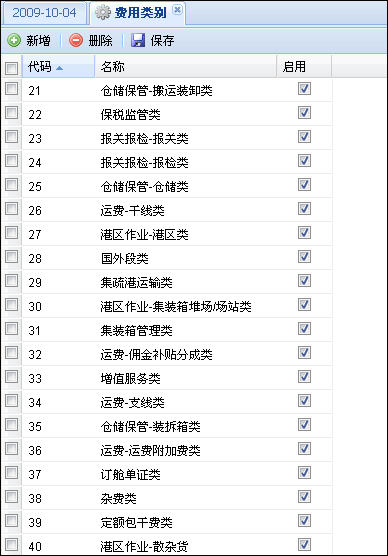 2009-10-04 费用类别
新增 删除 保存
代码 名称 启用
21 仓储保管-搬运装卸类
22 保税监管类
23 报关报检-报关类
24 报关报检-报检类
25 仓储保管-仓储类
26 运费-干线类
27 港区作业-港区类
28 国外段类
29 集疏港运输类
30 港区作业-集装箱堆场/场站类
31 集装箱管理类
32 运费-佣金补贴分成类
33 增值服务类
34 运费-支线类
35 仓储保管-装拆箱类
36 运费-运费附加费类
37 订舱单证类
38 杂费类
39 定额包干费类
40 港区作业-散杂货